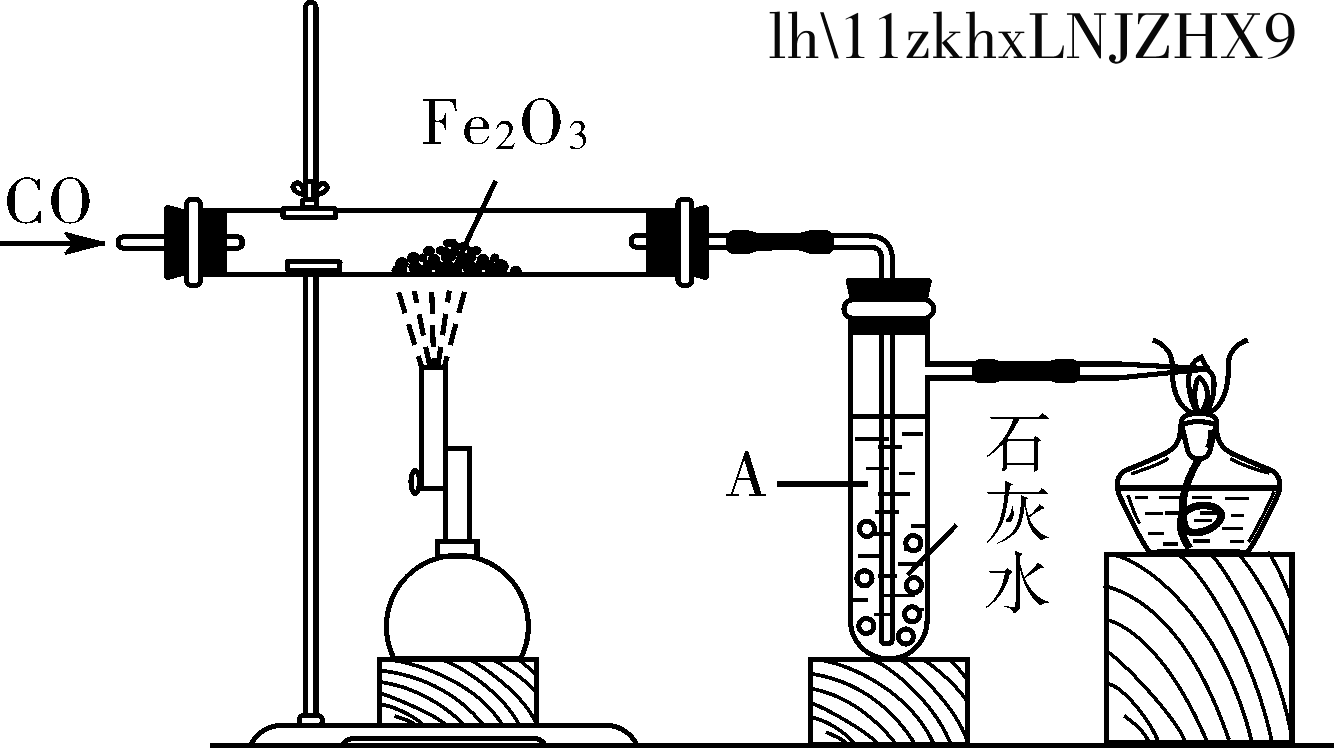 lh\11zkhxLNJZHX9
Fe₂O₃
CO
A
石灰水